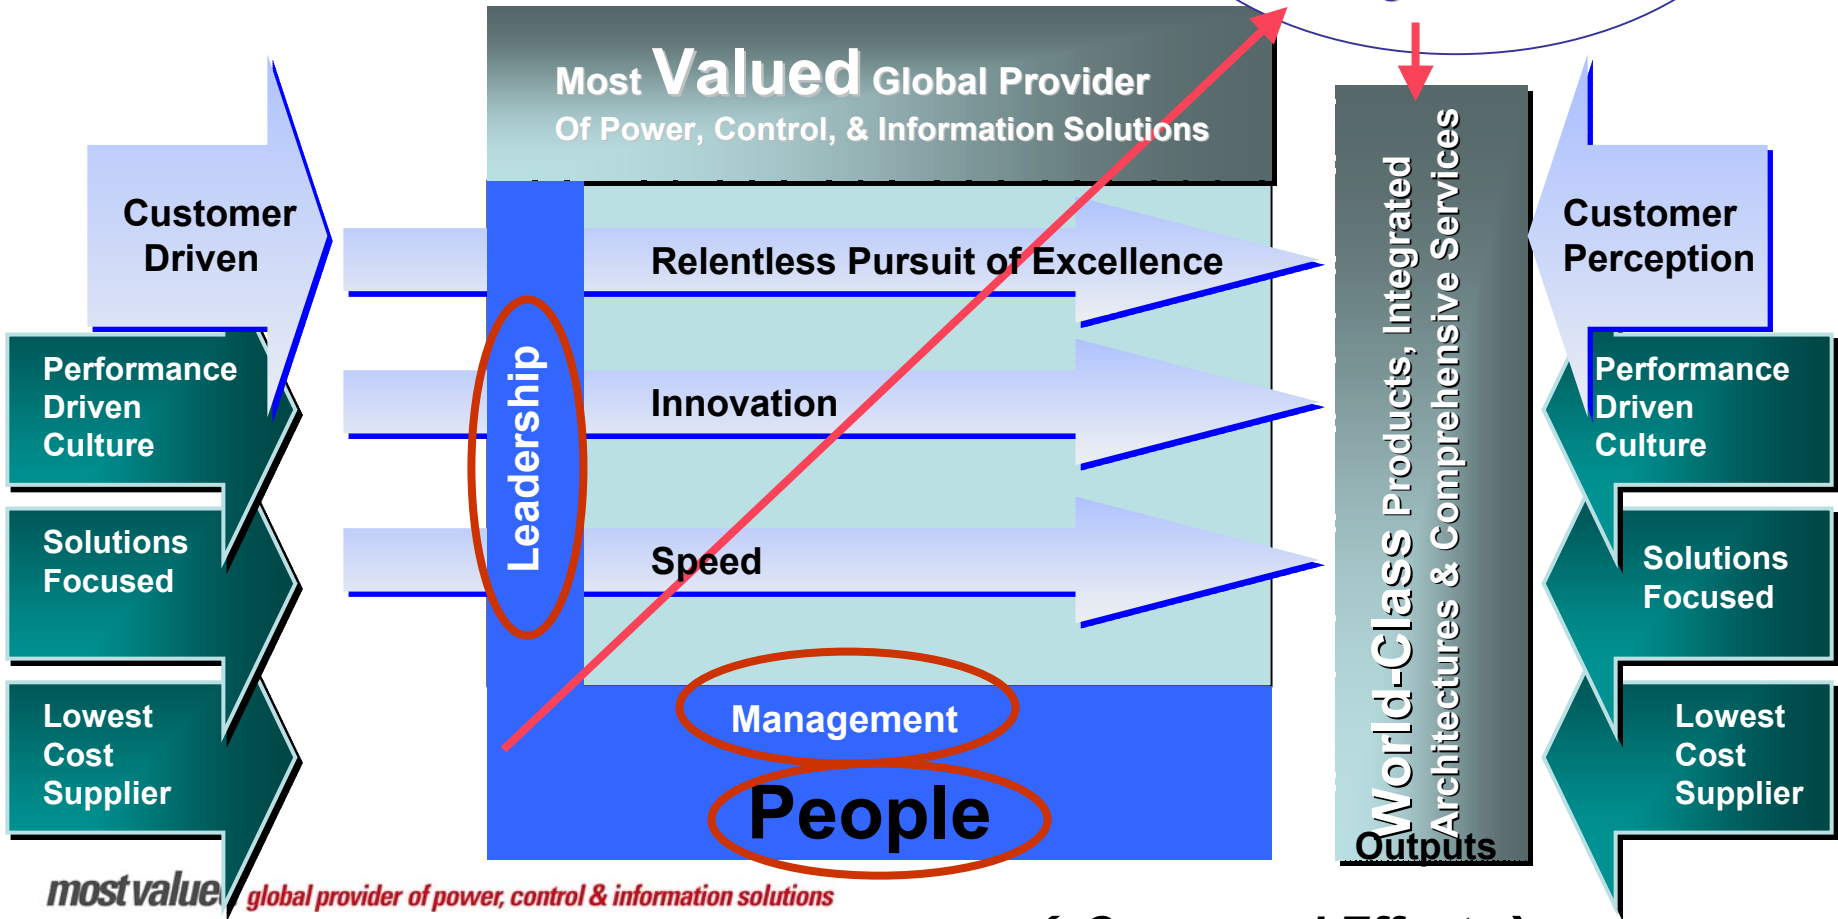 Most Valued Global Provider
Of Power, Control, & Information Solutions
Customer
Driven
Performance
Driven
Culture
Solutions
Focused
Lowest
Cost
Supplier
Leadership
Relentless Pursuit of Excellence
Innovation
Speed
Management
People
World-Class Products, Integrated
Architectures & Comprehensive Services
Outputs
Customer
Perception
Performance
Driven
Culture
Solutions
Focused
Lowest
Cost
Supplier
most value global provider of power, control & information solutions